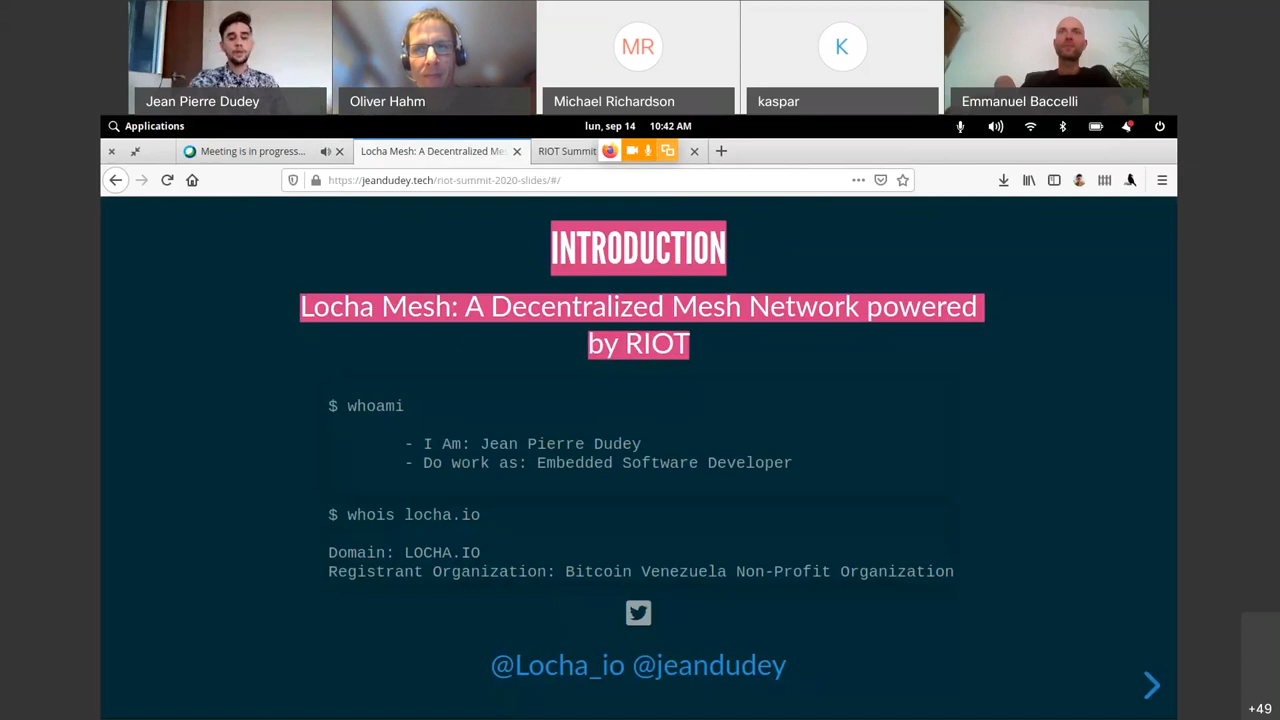 MR
K
Jean Pierre Dudey
Oliver Hahm
Michael Richardson
kaspar
Emmanuel Baccelli
Applications
lun, sep 14 10:42 AM
Meeting is in progress...
Locha Mesh: A Decentralized Me
RIOT Summit
https://jeandudey.tech/riot-summit-2020-slides/#/
INTRODUCTION
Locha Mesh: A Decentralized Mesh Network powered
by RIOT
$ whoami
- I Am: Jean Pierre Dudey
- Do work as: Embedded Software Developer
$ whois locha.io
Domain: LOCHA.IO
Registrant Organization: Bitcoin Venezuela Non-Profit Organization
@Locha_io @jeandudey
+49